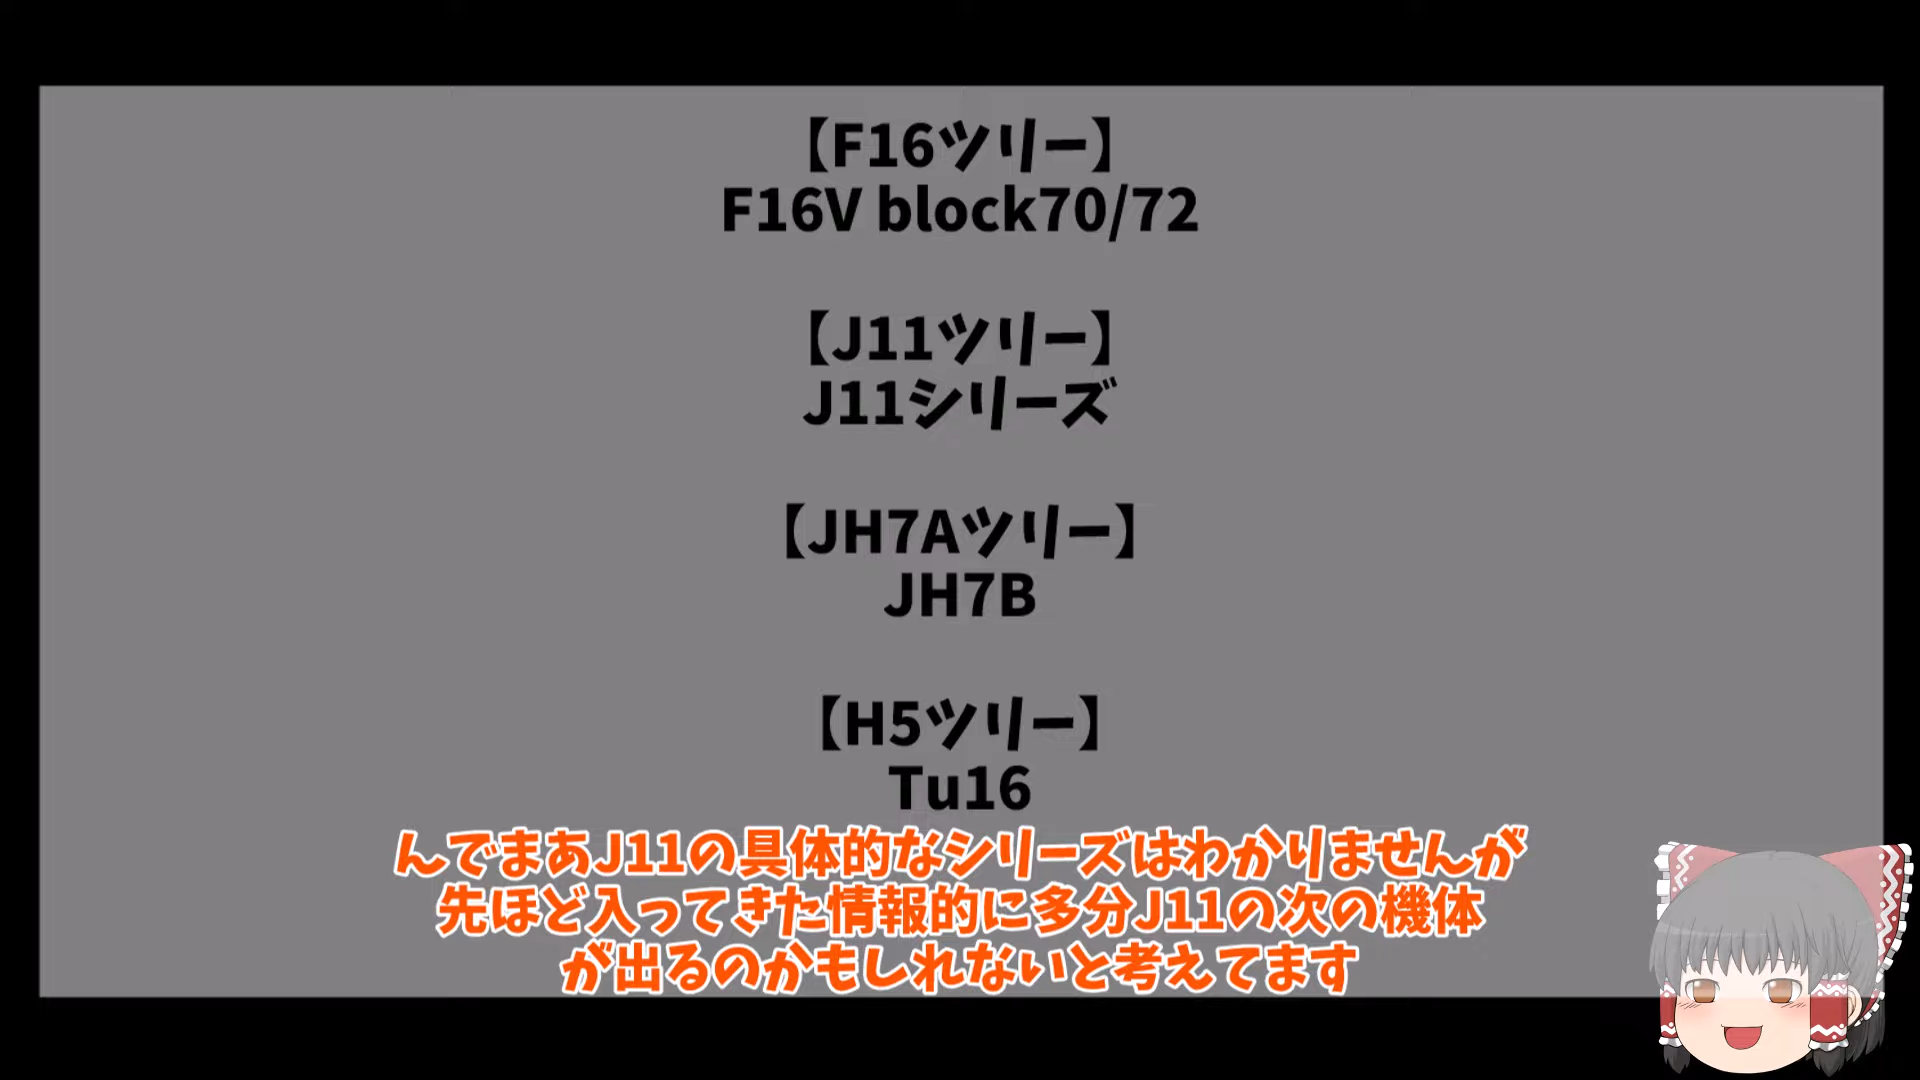 【F16ツリー】
F16V block70/72
【J11ツリー】
J11シリーズ
【JH7Aツリー】
JH7B
【H5ツリー】
Tu16
んでまあJ11の具体的なシリーズはわかりませんが
先ほど入ってきた情報的に多分J11の次の機体
が出るのかもしれないと考えてます